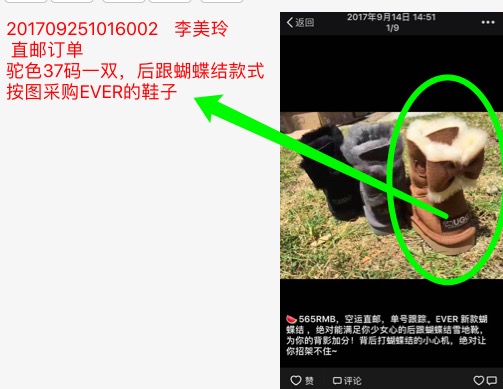 201709251016002 李美玲
直邮订单
驼色37码一双，后跟蝴蝶结款式
按图采购EVER的鞋子
返回
2017年9月14日 14:51
1/9
UGG
565RMB，空运直邮，单号跟踪。EVER 新款蝴
蝶结 ，绝对能满足你少女心的后跟蝴蝶结雪地靴，
为你的背影加分！背后打蝴蝶结的小心机，绝对让
你招架不住~
赞
评论